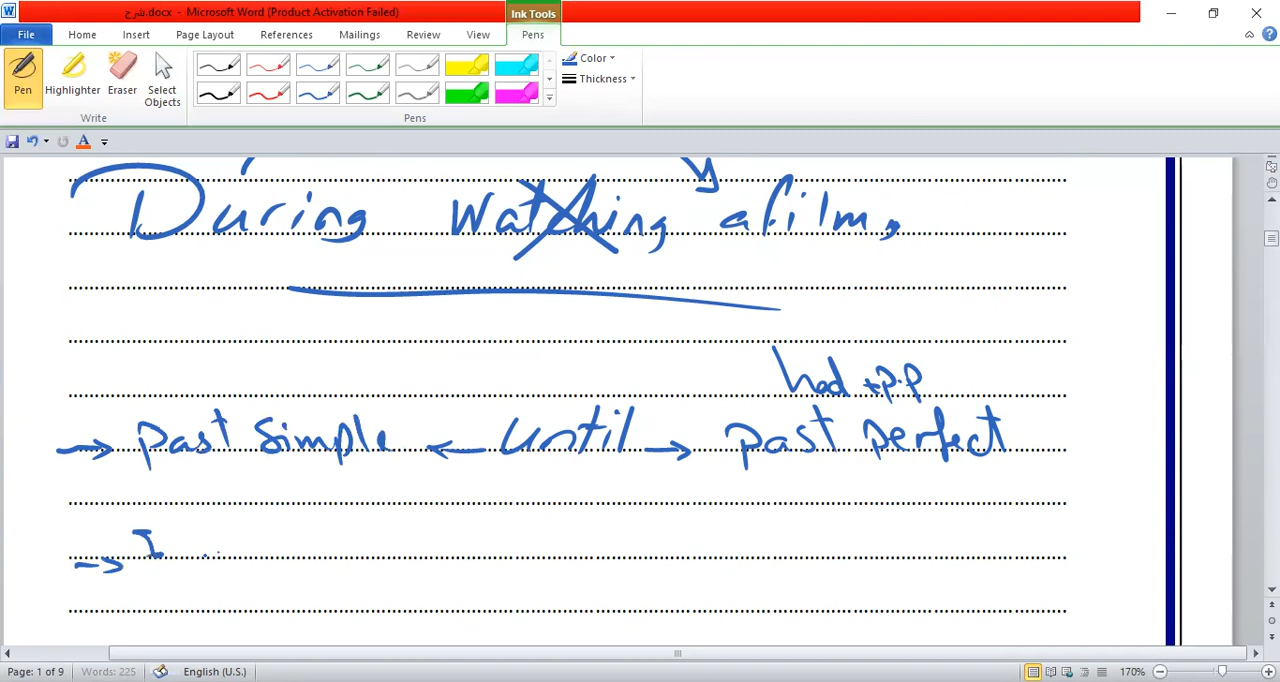 شرح.docx - Microsoft Word (Product Activation Failed)
Ink Tools
File Home Insert Page Layout References Mailings Review View Pens
Pen Highlighter Eraser Select Objects
Color
Thickness
Write Pens
During Watching afilm,
had +p.p
→ past simple ← until → past perfect
→ I
Page: 1 of 9 Words: 225 English (U.S.) 170%